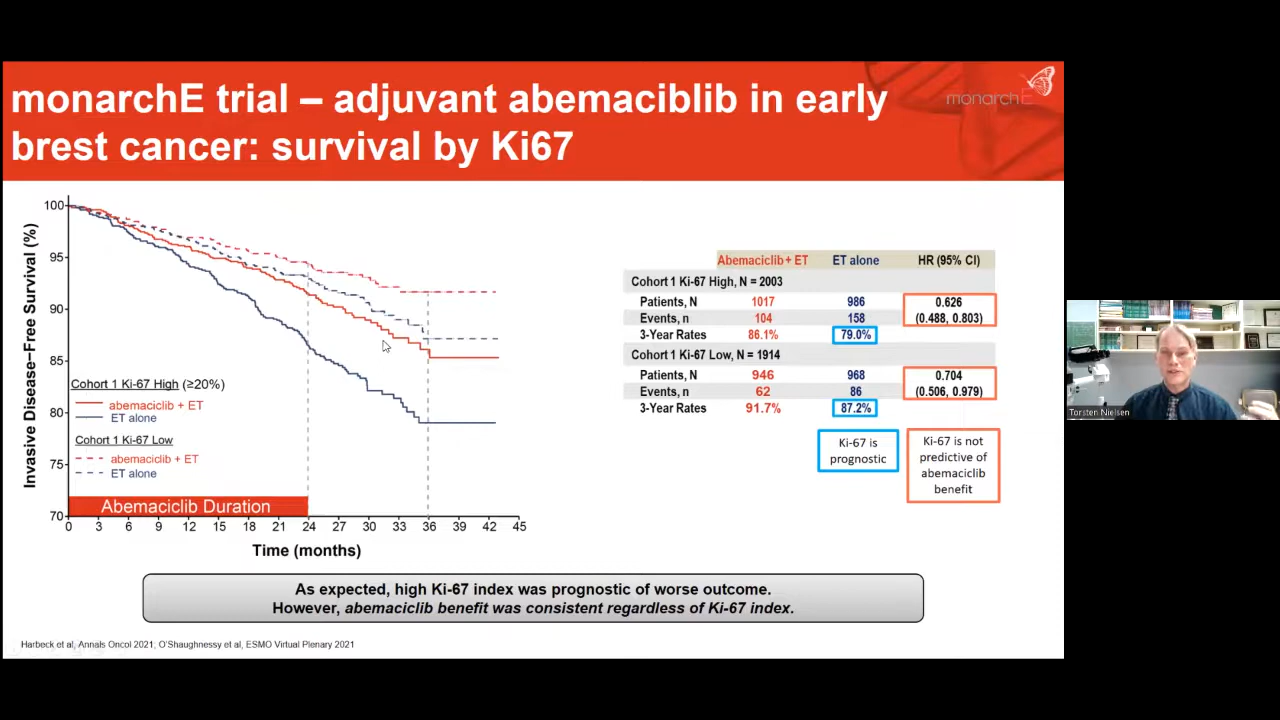 monarchE trial – adjuvant abemaciblib in early
brest cancer: survival by Ki67
monarchE
Invasive Disease–Free Survival (%)
100
95
90
85
80
75
70
Cohort 1 Ki-67 High (≥20%)
abemaciclib + ET
ET alone
Cohort 1 Ki-67 Low
abemaciclib + ET
ET alone
Abemaciclib Duration
0 3 6 9 12 15 18 21 24 27 30 33 36 39 42 45
Time (months)
Abemaciclib + ET ET alone HR (95% CI)
Cohort 1 Ki-67 High, N = 2003
Patients, N 1017 986 0.626
Events, n 104 158 (0.488, 0.803)
3-Year Rates 86.1% 79.0%
Cohort 1 Ki-67 Low, N = 1914
Patients, N 946 968 0.704
Events, n 62 86 (0.506, 0.979)
3-Year Rates 91.7% 87.2%
Ki-67 is
prognostic
Ki-67 is not
predictive of
abemaciclib
benefit
As expected, high Ki-67 index was prognostic of worse outcome.
However, abemaciclib benefit was consistent regardless of Ki-67 index.
Harbeck et al, Annals Oncol 2021; O'Shaughnessy et al, ESMO Virtual Plenary 2021
Torsten Nielsen